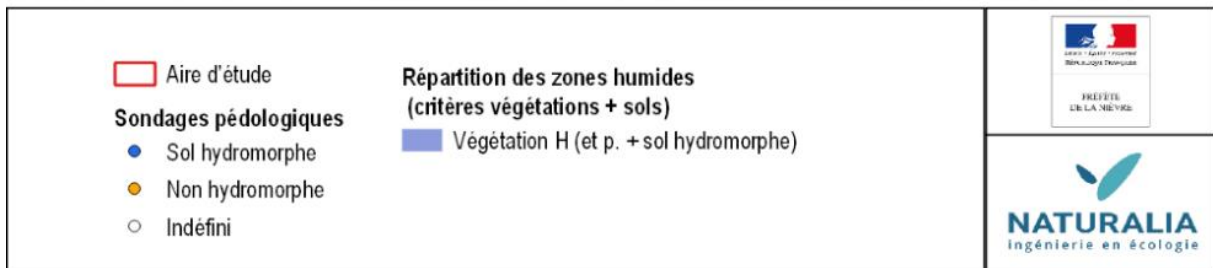 Aire d'étude
Sondages pédologiques
Sol hydromorphe
Non hydromorphe
Indéfini
Répartition des zones humides
(critères végétations + sols)
Végétation H (et p. + sol hydromorphe)
PRÉFÈTE
DE LA NIÈVRE
NATURALIA
ingénierie en écologie